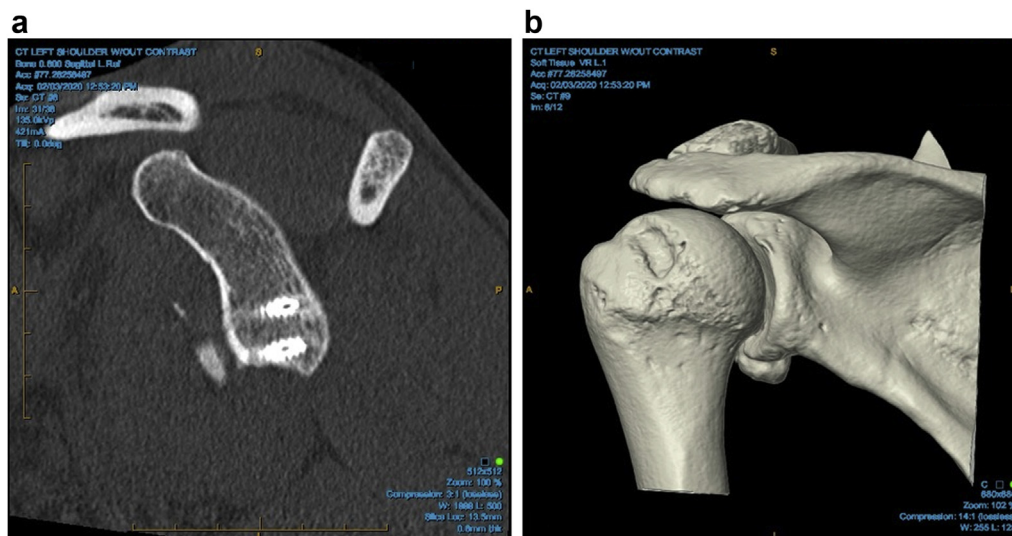 a
CT LEFT SHOULDER W/OUT CONTRAST
S
Bone 0.600 Sagittal L Ref
Acc #77.28258497
Acq: 02/03/2020 12:53:20 PM
Se: CT
Im: 31/38
135.0kVp
421mA
Tilt: 0.0deg
A
P
512x512
Zoom: 100 %
Compression: 3:1 (lossless)
W: L: 500
Slice Loc: 13.5mm
0.6mm thk
b
CT LEFT SHOULDER W/OUT CONTRAST
S
Soft Tissue VR L.1
Acc #77.28258497
Acq: 02/03/2020 12:53:20 PM
Se: CT #9
Im: 8/12
A
C
Zoom: 102 %
Compression: 14:1 (lossless)
W: 255 L: